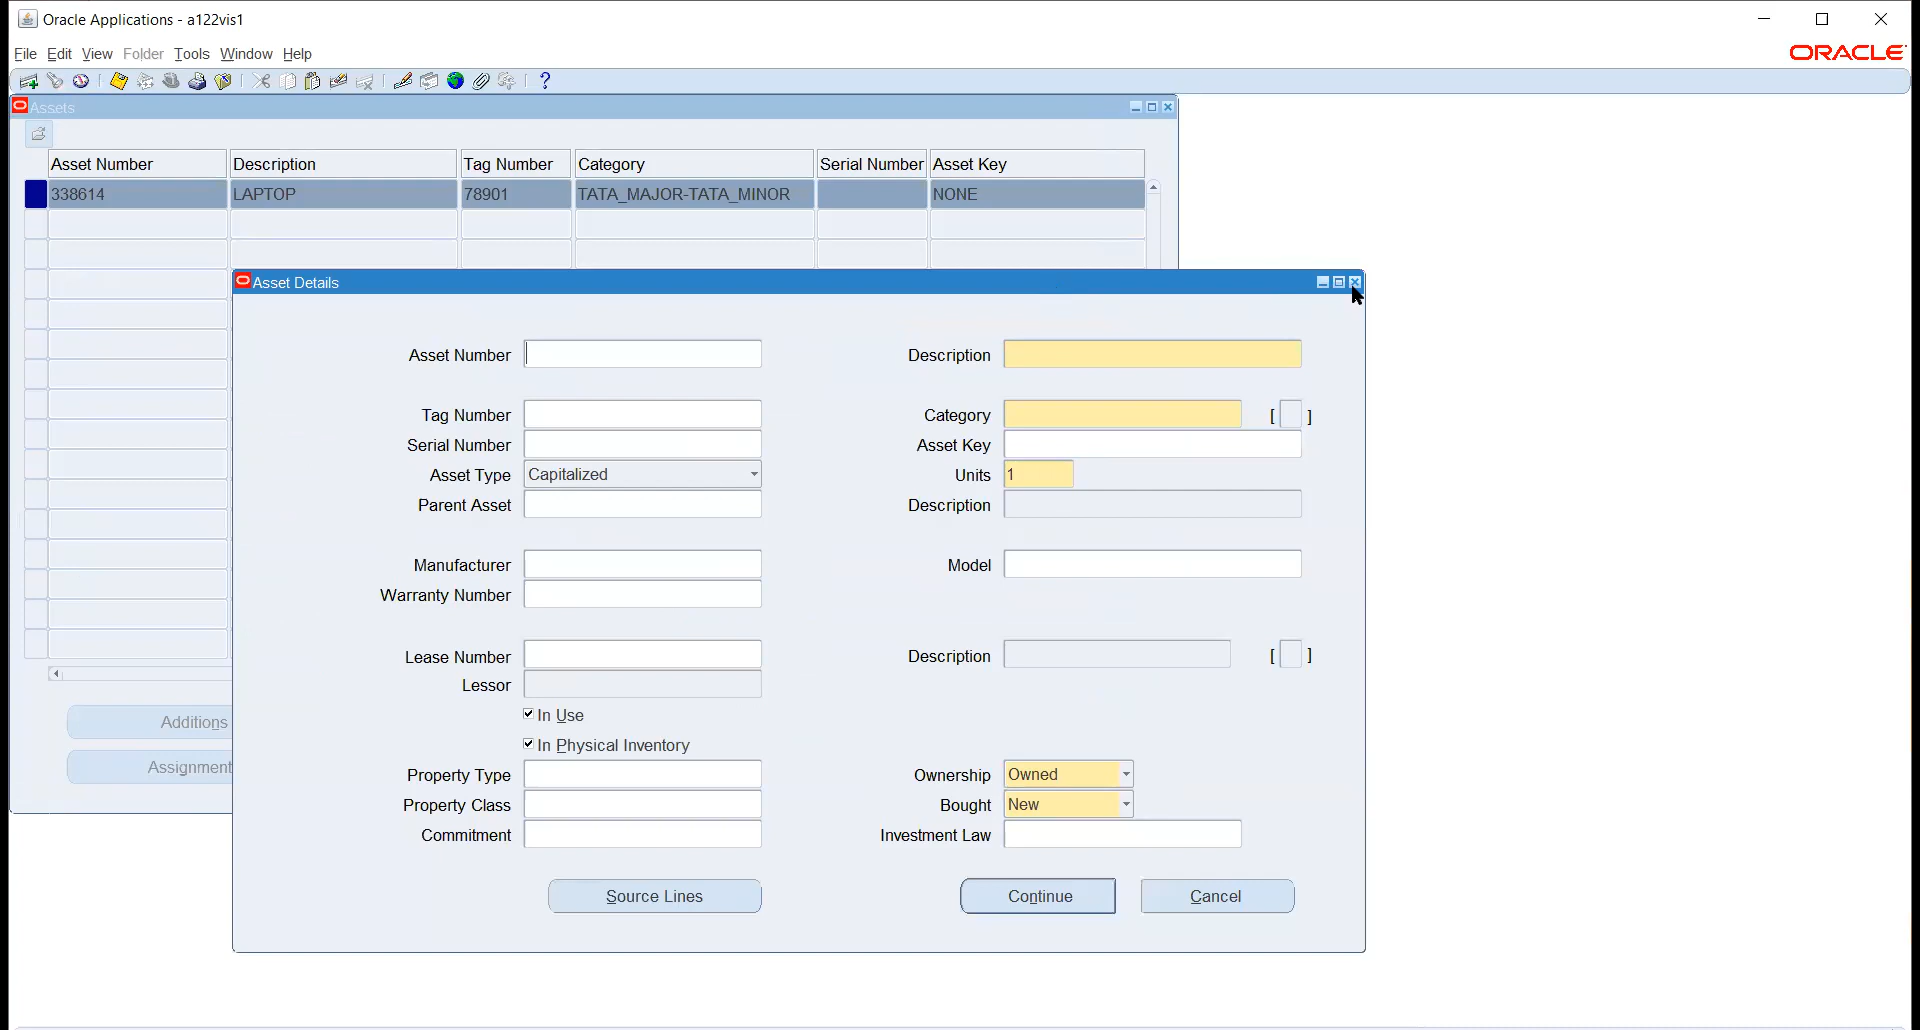 Oracle Applications - a122vis1
File Edit View Folder Tools Window Help
ORACLE
Assets
Asset Number Description Tag Number Category Serial Number Asset Key
338614 LAPTOP 78901 TATA_MAJOR-TATA_MINOR NONE
Asset Details
Asset Number Description
Tag Number Category [ ]
Serial Number Asset Key
Asset Type Capitalized Units 1
Parent Asset Description
Manufacturer Model
Warranty Number
Lease Number Description [ ]
Lessor
In Use
In Physical Inventory
Property Type Ownership Owned
Property Class Bought New
Commitment Investment Law
Source Lines Continue Cancel
Additions
Assignment